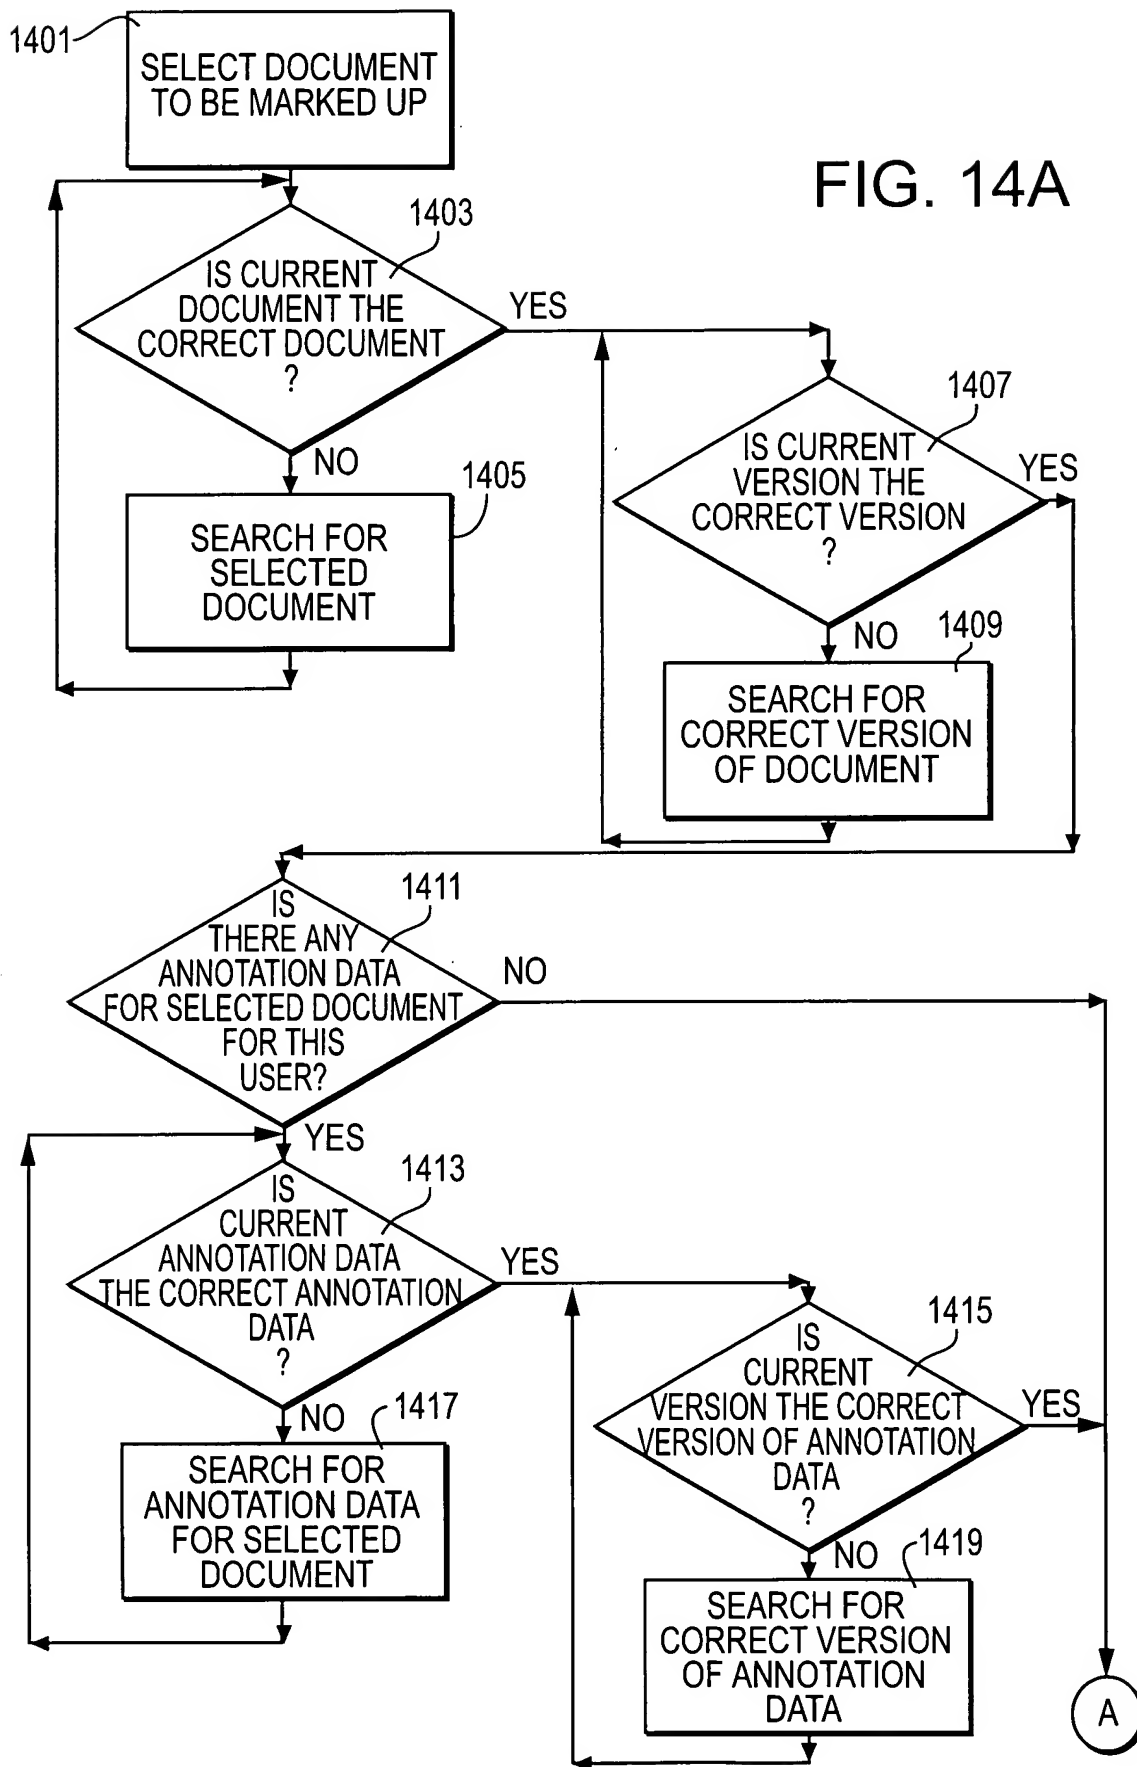 1401
SELECT DOCUMENT
TO BE MARKED UP
FIG. 14A
1403
IS CURRENT
DOCUMENT THE
CORRECT DOCUMENT
?
YES
NO
1405
SEARCH FOR
SELECTED
DOCUMENT
1407
IS CURRENT
VERSION THE
CORRECT VERSION
?
YES
NO
1409
SEARCH FOR
CORRECT VERSION
OF DOCUMENT
1411
IS
THERE ANY
ANNOTATION DATA
FOR SELECTED DOCUMENT
FOR THIS
USER?
NO
YES
1413
IS
CURRENT
ANNOTATION DATA
THE CORRECT ANNOTATION
DATA
?
YES
NO
1417
SEARCH FOR
ANNOTATION DATA
FOR SELECTED
DOCUMENT
1415
IS
CURRENT
VERSION THE CORRECT
VERSION OF ANNOTATION
DATA
?
YES
NO
1419
SEARCH FOR
CORRECT VERSION
OF ANNOTATION
DATA
A